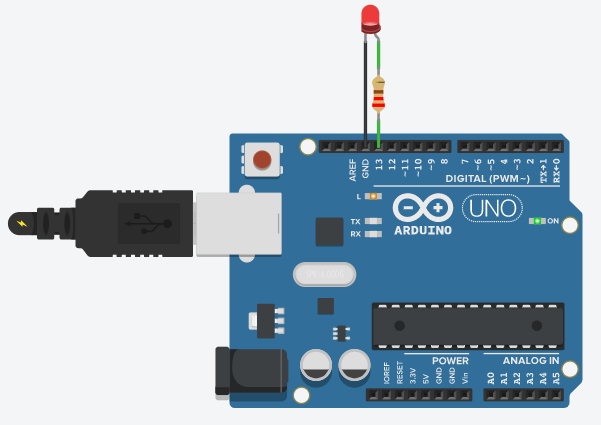 AREF
GND
13
12
~11
~10
~9
8
7
~6
~5
4
~3
2
TX→1
RX←0
DIGITAL (PWM~)
L
TX
RX
ARDUINO
UNO
ON
POWER
ANALOG IN
IOREF
RESET
3.3V
5V
GND
GND
Vin
A0
A1
A2
A3
A4
A5